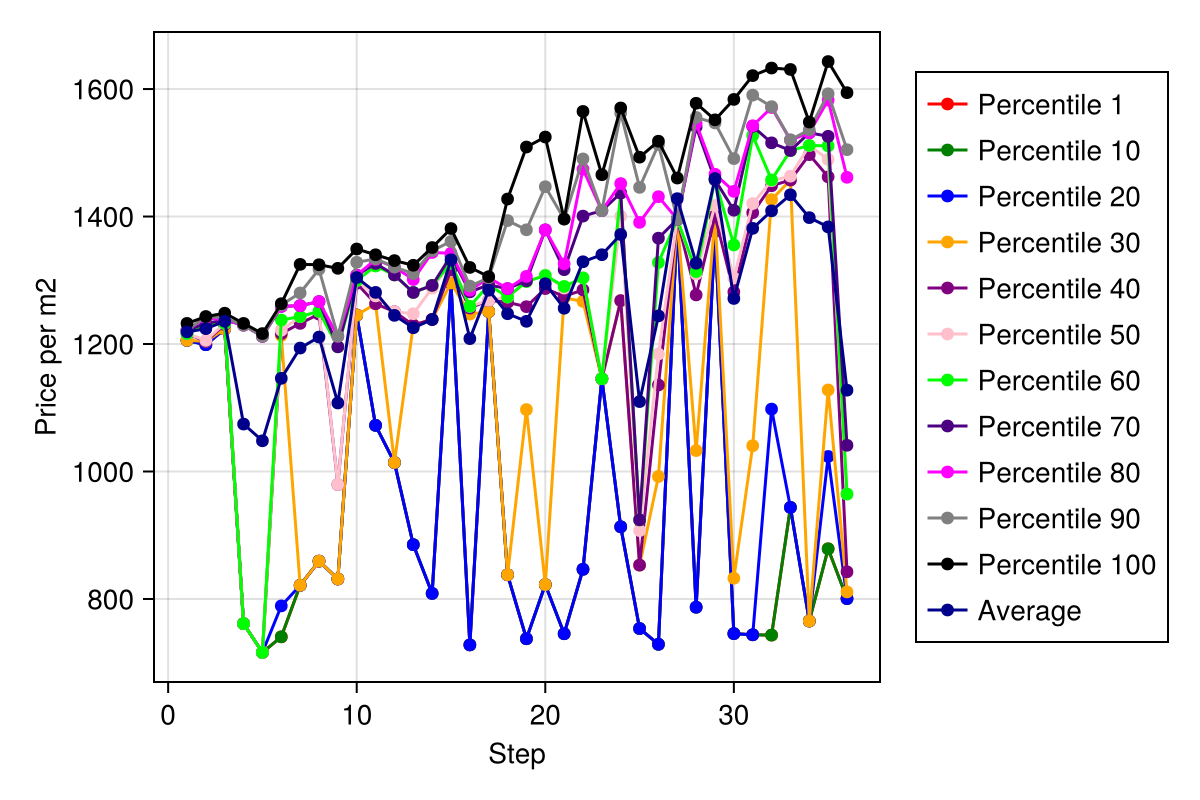 1600
1400
1200
1000
800
Price per m2
0
10
20
30
Step
Percentile 1
Percentile 10
Percentile 20
Percentile 30
Percentile 40
Percentile 50
Percentile 60
Percentile 70
Percentile 80
Percentile 90
Percentile 100
Average